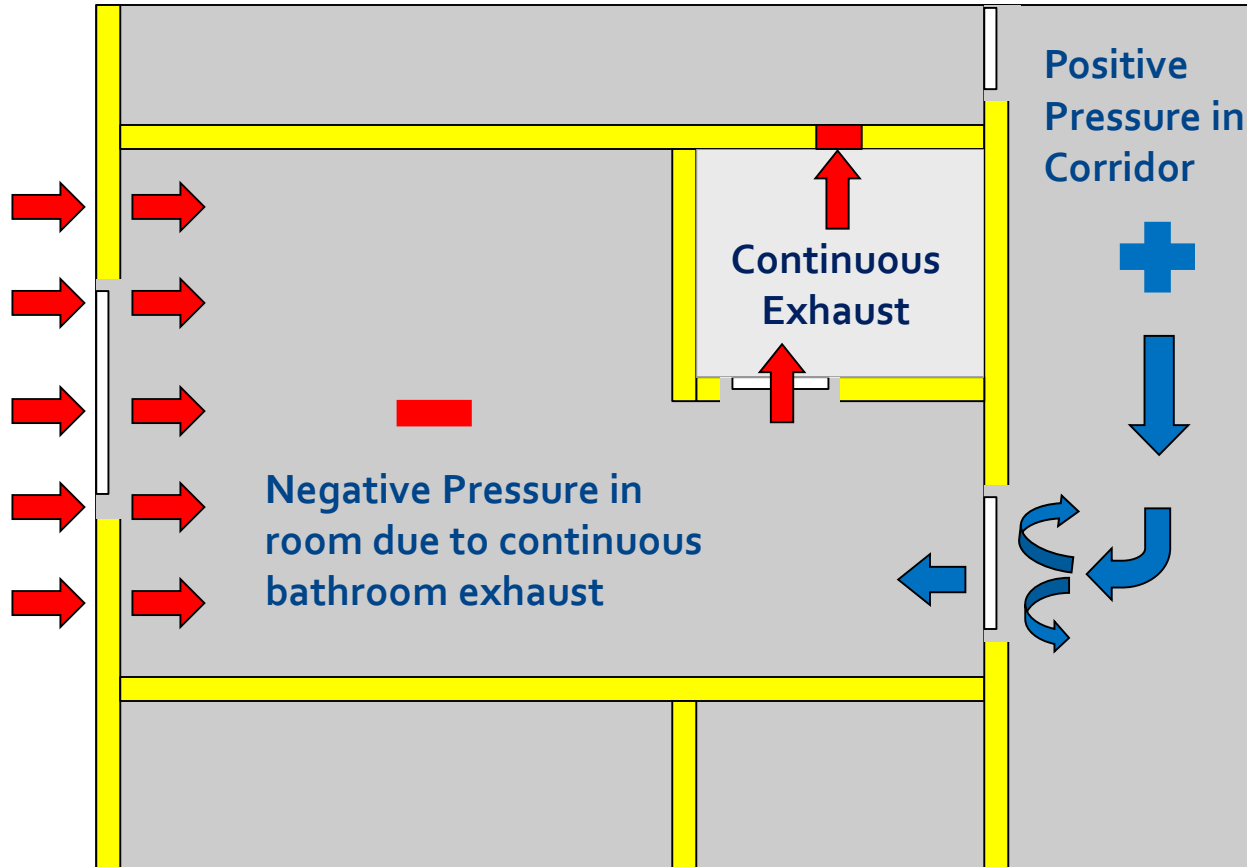 Positive
Pressure in
Corridor
Continuous
Exhaust
Negative Pressure in
room due to continuous
bathroom exhaust